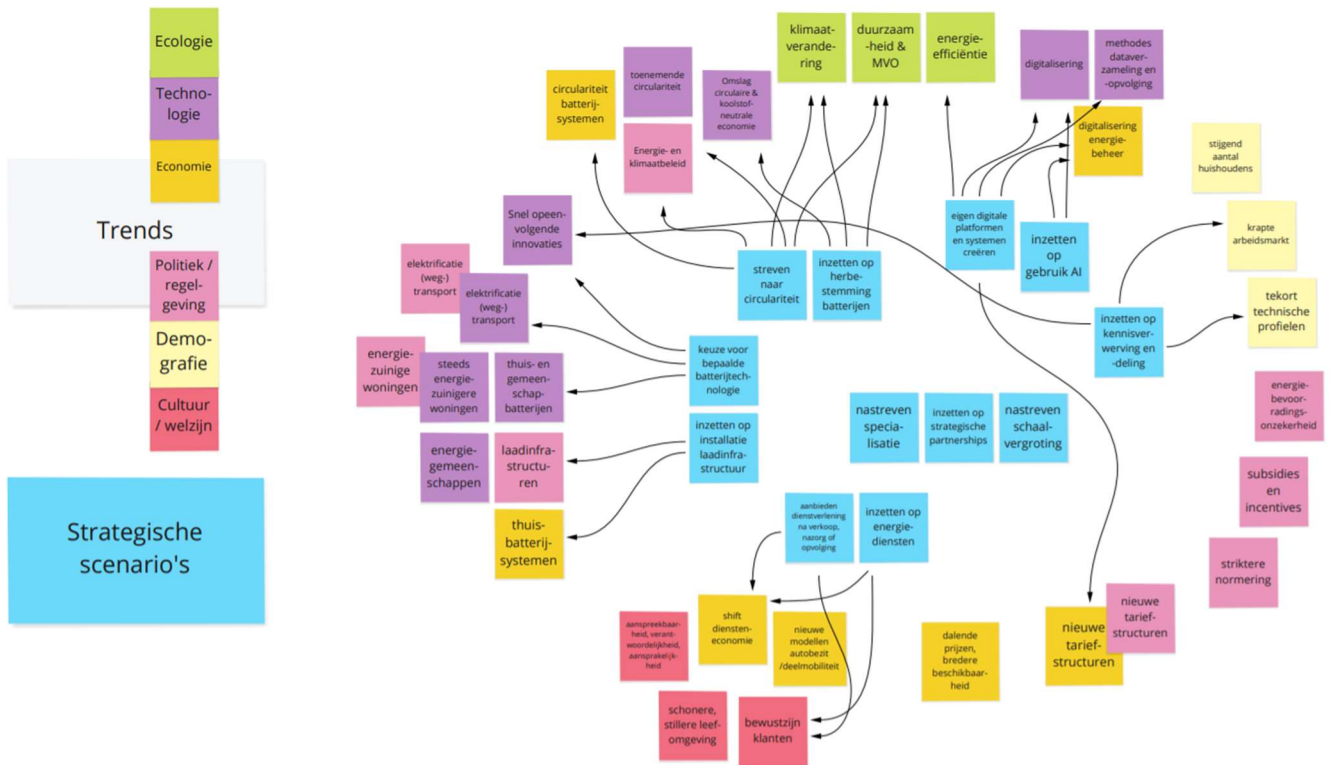 Ecologie
Techno-
logie
Economie
Trends
Politiek /
regel-
geving
Demo-
grafie
Cultuur
/ welzijn
Strategische
scenario's
klimaat-
verande-
ring
duurzaam
-heid &
MVO
energie-
efficiëntie
circulariteit
batterij-
systemen
toenemende
circulariteit
Omslag
circulaire &
koolstof-
neutrale
economie
Energie- en
klimaatbeleid
digitalisering
methodes
dataver-
zameling en
-opvolging
digitalisering
energie-
beheer
stijgend
aantal
huishoudens
krapte
arbeidsmarkt
tekort
technische
profielen
Snel opeen-
volgende
innovaties
elektrificatie
(weg-)
transport
elektrificatie
(weg-)
transport
streven
naar
circulariteit
inzetten op
herbe-
stemming
batterijen
eigen digitale
platformen
en systemen
creëren
inzetten
op
gebruik AI
inzetten op
kennisver-
werving en
-deling
energie-
zuinige
woningen
steeds
energie-
zuinigere
woningen
thuis- en
gemeen-
schap-
batterijen
keuze voor
bepaalde
batterijtech-
nologie
energie-
gemeen-
schappen
laadinfra-
structu-
ren
inzetten op
installatie
laadinfra-
structuur
thuis-
batterij-
systemen
nastreven
specia-
lisatie
inzetten op
strategische
partnerships
nastreven
schaal-
vergroting
energie-
bevoor-
radings-
onzekerheid
subsidies
en
incentives
striktere
normering
aanbieden
dienstverlening
na verkoop,
nazorg of
opvolging
inzetten op
energie-
diensten
aanspreekbaar-
heid, verant-
woordelijkheid,
aansprakelijk-
heid
shift
diensten-
economie
nieuwe
modellen
autobezit
/deelmobiliteit
dalende
prijzen,
bredere
beschikbaar-
heid
nieuwe
tarief-
structuren
nieuwe
tarief-
structuren
schonere,
stillere leef-
omgeving
bewustzijn
klanten